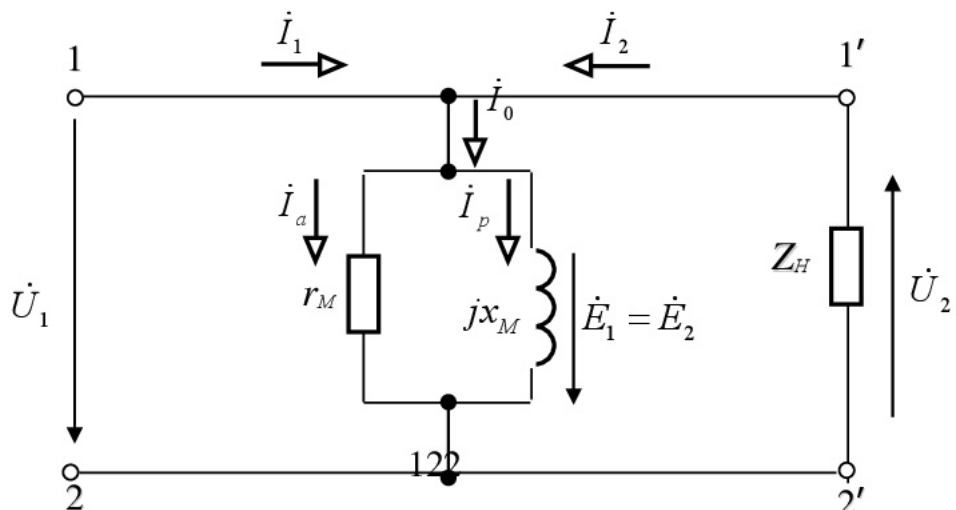 İ₁ İ₂
1 1′
İ₀
İₐ İₚ
U̇₁ r_M jx_M Ė₁ = Ė₂ Z_H U̇₂
122
2 2′